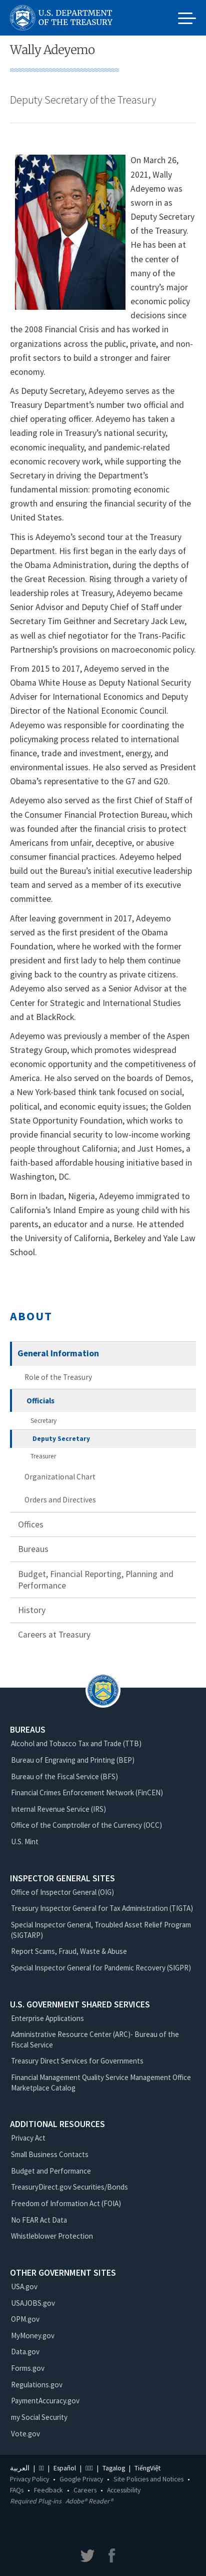 U.S. DEPARTMENT
OF THE TREASURY
Wally Adeyemo
Deputy Secretary of the Treasury
On March 26,
2021, Wally
Adeyemo was
sworn in as
Deputy Secretary
of the Treasury.
He has been at
the center of
many of the
country’s major
economic policy
decisions since
the 2008 Financial Crisis and has worked in
organizations across the public, private, and non-
profit sectors to build a stronger and fairer
economy.
As Deputy Secretary, Adeyemo serves as the
Treasury Department’s number two official and
chief operating officer. Adeyemo has taken a
leading role in Treasury’s national security,
economic inequality, and pandemic-related
economic recovery work, while supporting the
Secretary in driving the Department’s
fundamental mission: promoting economic
growth and ensuring the financial security of the
United States.
This is Adeyemo’s second tour at the Treasury
Department. His first began in the early days of
the Obama Administration, during the depths of
the Great Recession. Rising through a variety of
leadership roles at Treasury, Adeyemo became
Senior Advisor and Deputy Chief of Staff under
Secretary Tim Geithner and Secretary Jack Lew,
as well as chief negotiator for the Trans-Pacific
Partnership’s provisions on macroeconomic policy.
From 2015 to 2017, Adeyemo served in the
Obama White House as Deputy National Security
Adviser for International Economics and Deputy
Director of the National Economic Council.
Adeyemo was responsible for coordinating the
policymaking process related to international
finance, trade and investment, energy, and
environmental issues. He also served as President
Obama’s representative to the G7 and G20.
Adeyemo also served as the first Chief of Staff of
the Consumer Financial Protection Bureau, which
was founded after the financial crisis to protect
Americans from unfair, deceptive, or abusive
consumer financial practices. Adeyemo helped
build out the Bureau’s initial executive leadership
team and served as a member of its executive
committee.
After leaving government in 2017, Adeyemo
served as the first president of the Obama
Foundation, where he worked with the former
president and first lady to help chart the course of
giving back to the country as private citizens.
Adeyemo also served as a Senior Advisor at the
Center for Strategic and International Studies
and at BlackRock.
Adeyemo was previously a member of the Aspen
Strategy Group, which promotes widespread
economic opportunity and the competitiveness of
America. He also served on the boards of Demos,
a New York-based think tank focused on social,
political, and economic equity issues; the Golden
State Opportunity Foundation, which works to
provide financial security to low-income working
people throughout California; and Just Homes, a
faith-based affordable housing initiative based in
Washington, DC.
Born in Ibadan, Nigeria, Adeyemo immigrated to
California’s Inland Empire as young child with his
parents, an educator and a nurse. He attended
the University of California, Berkeley and Yale Law
School.
ABOUT
General Information
Role of the Treasury
Officials
Secretary
Deputy Secretary
Treasurer
Organizational Chart
Orders and Directives
Offices
Bureaus
Budget, Financial Reporting, Planning and
Performance
History
Careers at Treasury
BUREAUS
Alcohol and Tobacco Tax and Trade (TTB)
Bureau of Engraving and Printing (BEP)
Bureau of the Fiscal Service (BFS)
Financial Crimes Enforcement Network (FinCEN)
Internal Revenue Service (IRS)
Office of the Comptroller of the Currency (OCC)
U.S. Mint
INSPECTOR GENERAL SITES
Office of Inspector General (OIG)
Treasury Inspector General for Tax Administration (TIGTA)
Special Inspector General, Troubled Asset Relief Program
(SIGTARP)
Report Scams, Fraud, Waste & Abuse
Special Inspector General for Pandemic Recovery (SIGPR)
U.S. GOVERNMENT SHARED SERVICES
Enterprise Applications
Administrative Resource Center (ARC)- Bureau of the
Fiscal Service
Treasury Direct Services for Governments
Financial Management Quality Service Management Office
Marketplace Catalog
ADDITIONAL RESOURCES
Privacy Act
Small Business Contacts
Budget and Performance
TreasuryDirect.gov Securities/Bonds
Freedom of Information Act (FOIA)
No FEAR Act Data
Whistleblower Protection
OTHER GOVERNMENT SITES
USA.gov
USAJOBS.gov
OPM.gov
MyMoney.gov
Data.gov
Forms.gov
Regulations.gov
PaymentAccuracy.gov
my Social Security
Vote.gov
العربية | | Español | | Tagalog | TiếngViệt
Privacy Policy • Google Privacy • Site Policies and Notices •
FAQs • Feedback • Careers • Accessibility
Required Plug-ins Adobe® Reader®